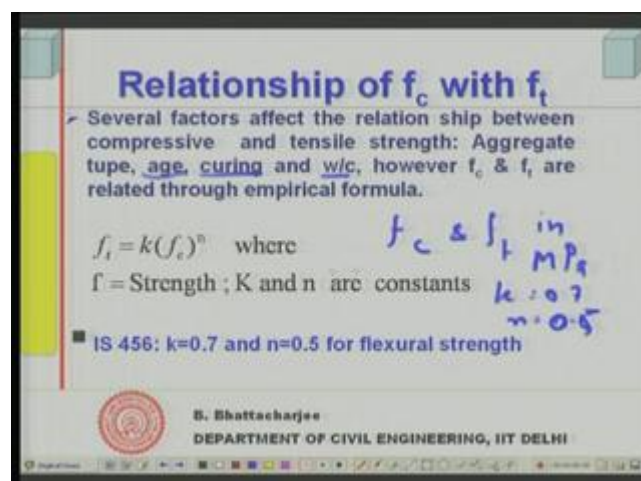 Relationship of fc with ft
Several factors affect the relation ship between
compressive and tensile strength: Aggregate
tupe, age, curing and w/c, however fc & ft are
related through empirical formula.
ft = k(fc)^n where
fc & ft in
MPa
f = Strength ; K and n are constants
k = 0.7
n = 0.5
IS 456: k=0.7 and n=0.5 for flexural strength
B. Bhattacharjee
DEPARTMENT OF CIVIL ENGINEERING, IIT DELHI